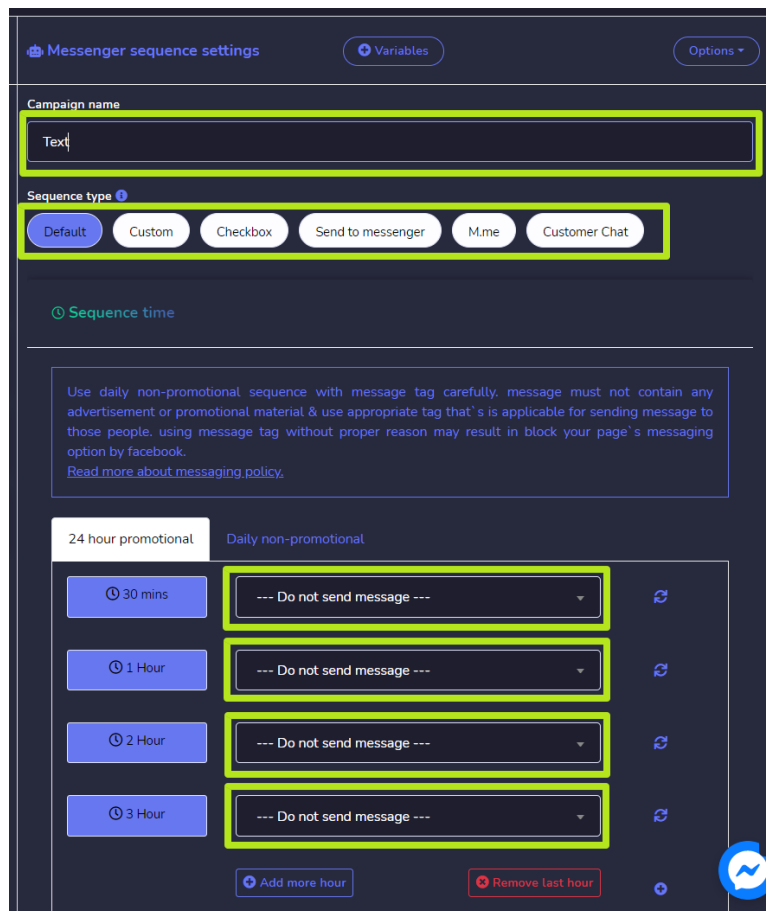 Messenger sequence settings
Variables
Options
Campaign name
Text
Sequence type
Default Custom Checkbox Send to messenger M.me Customer Chat
Sequence time
Use daily non-promotional sequence with message tag carefully. message must not contain any
advertisement or promotional material & use appropriate tag that`s is applicable for sending message to
those people. using message tag without proper reason may result in block your page`s messaging
option by facebook.
Read more about messaging policy.
24 hour promotional Daily non-promotional
30 mins --- Do not send message ---
1 Hour --- Do not send message ---
2 Hour --- Do not send message ---
3 Hour --- Do not send message ---
Add more hour Remove last hour